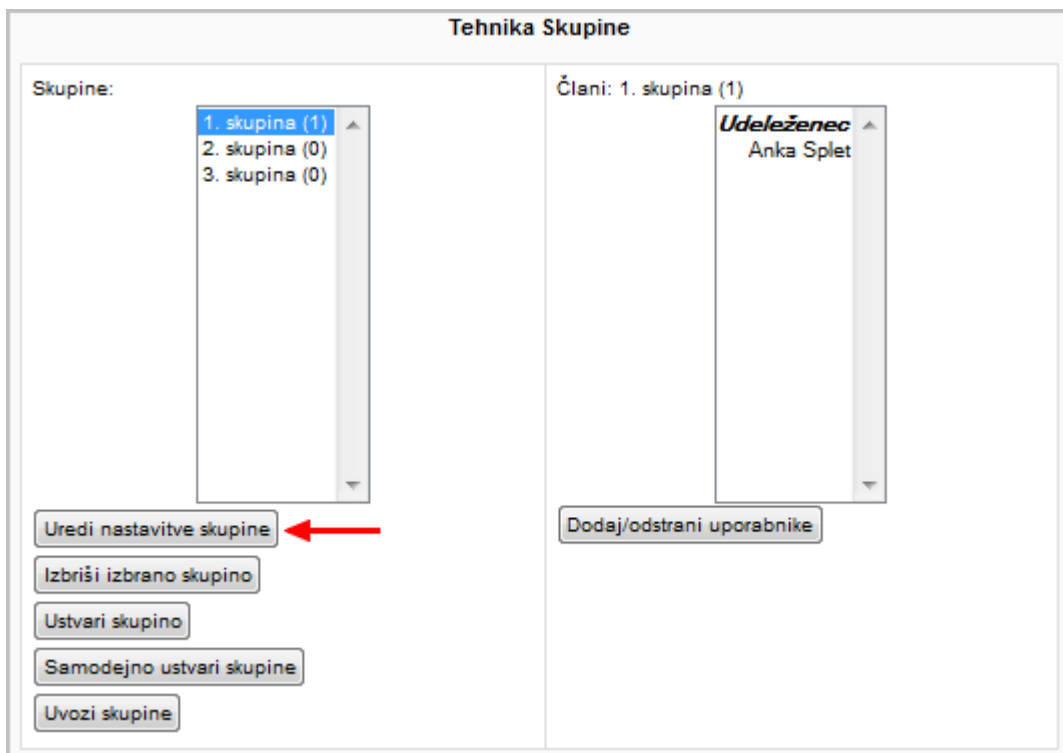 Tehnika Skupine
Skupine:
1. skupina (1)
2. skupina (0)
3. skupina (0)
Uredi nastavitve skupine
Izbriši izbrano skupino
Ustvari skupino
Samodejno ustvari skupine
Uvozi skupine
Člani: 1. skupina (1)
Udeleženec
Anka Splet
Dodaj/odstrani uporabnike